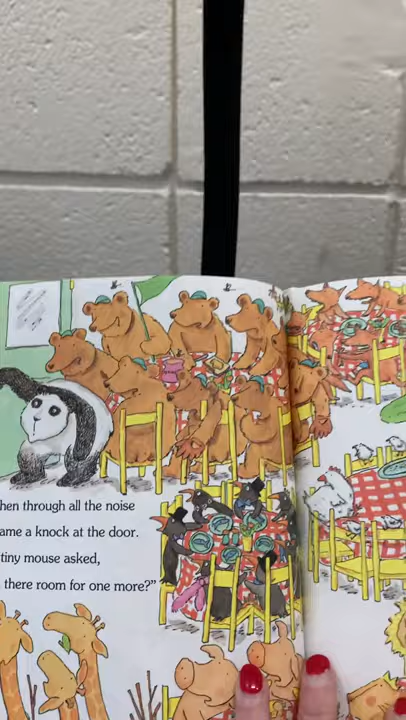 hen through all the noise
ame a knock at the door.
tiny mouse asked,
there room for one more?"